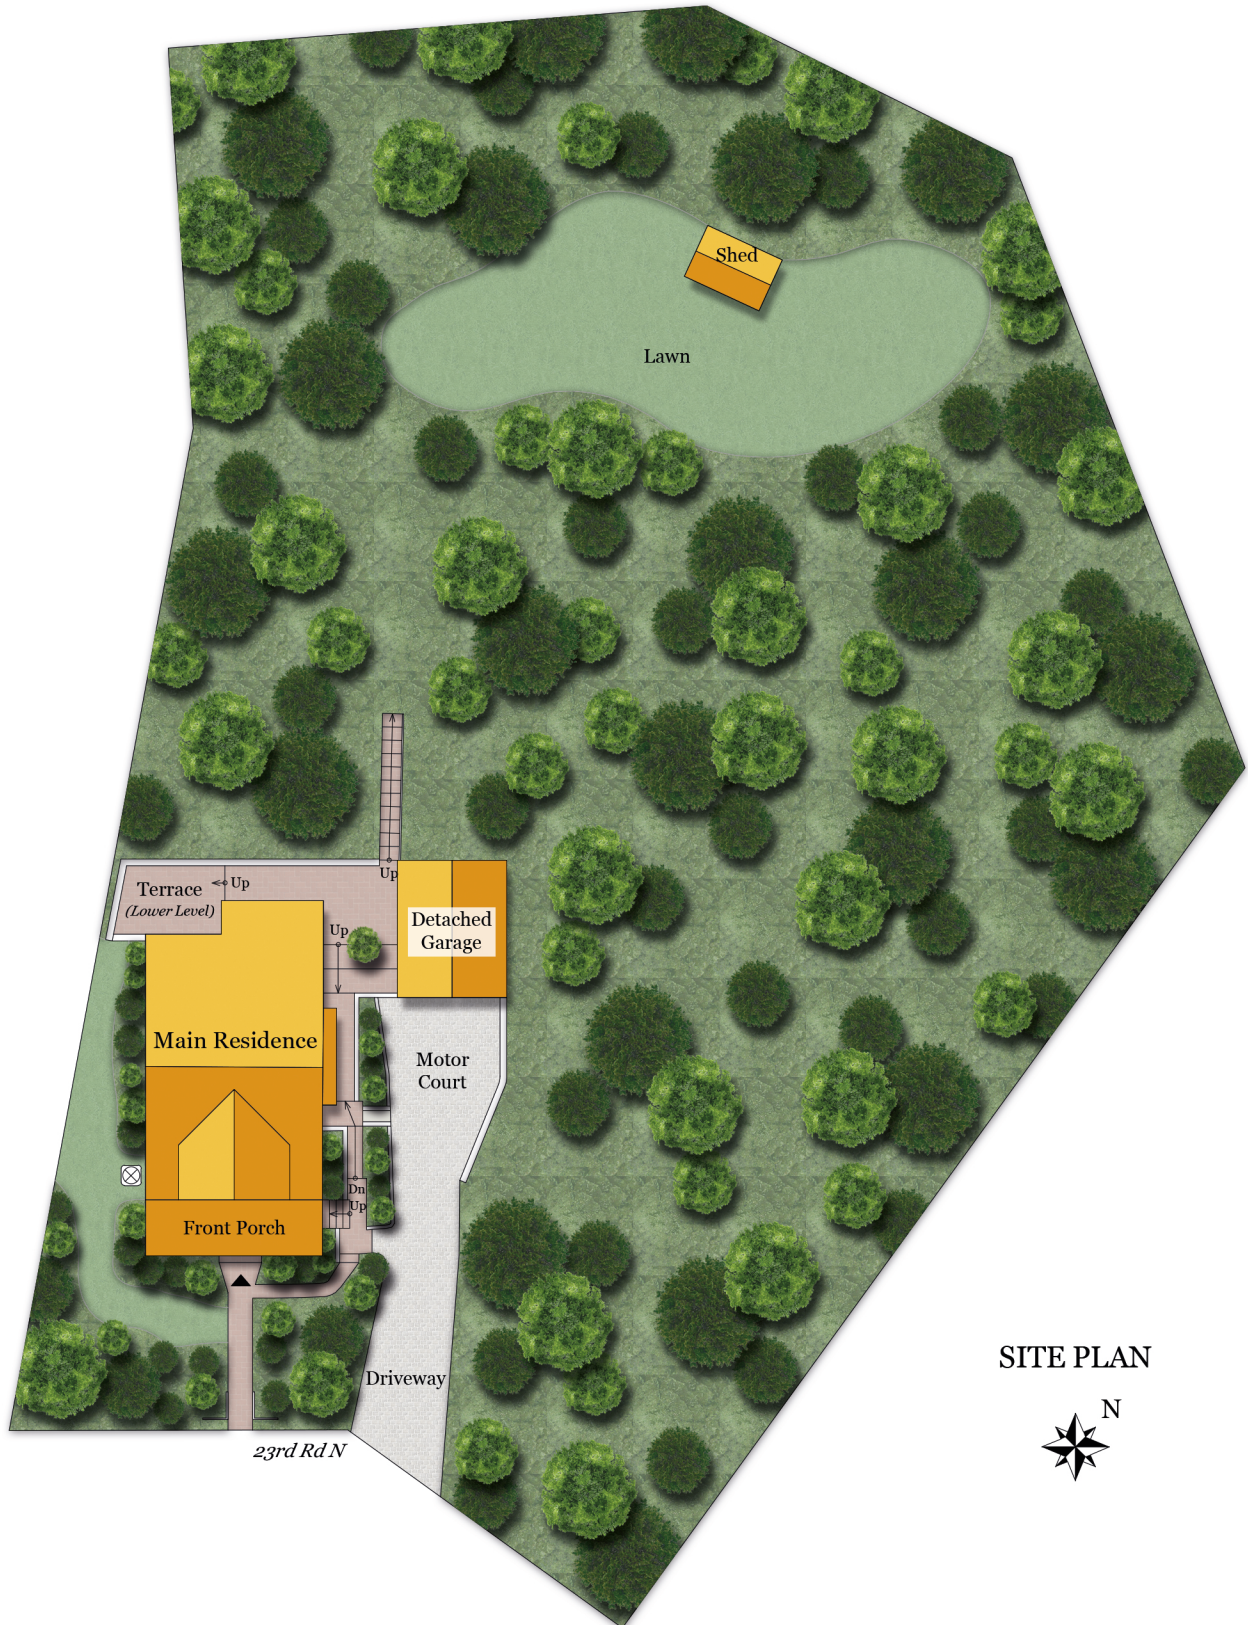 Shed
Lawn
Up
Terrace
(Lower Level)
Up
Up
Detached
Garage
Main Residence
Motor
Court
Dn
Up
Front Porch
Driveway
23rd Rd N
SITE PLAN
N